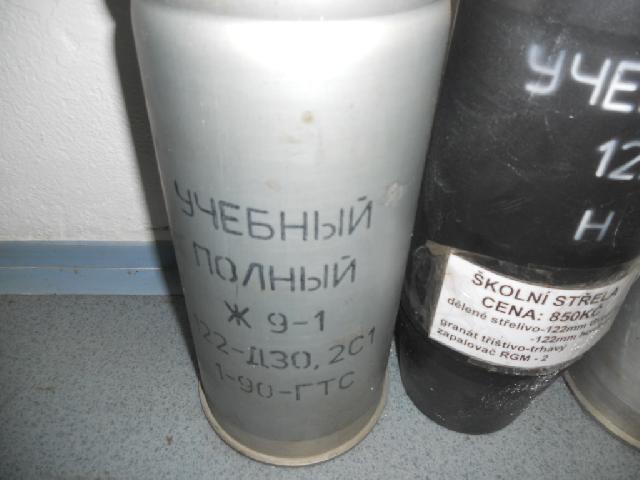 УЧЕБНЫЙ
ПОЛНЫЙ
Ж 9-1
122-Д30, 2С1
1-90-ГТС
УЧЕ
12
Н
ŠKOLNÍ STŘELA
CENA: 850KČ
dělené střelivo-122mm
-122mm
granát tříštivo-trhavý
zapalovač RGM - 2